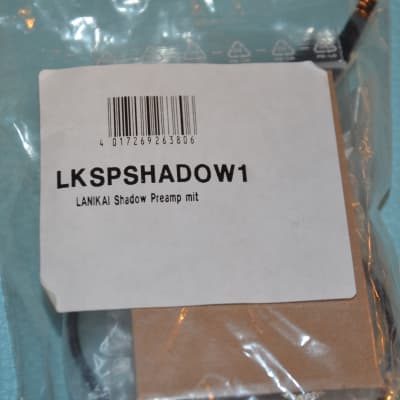 4 017269 263806
LKSPSHADOW1
LANIKAI Shadow Preamp mit